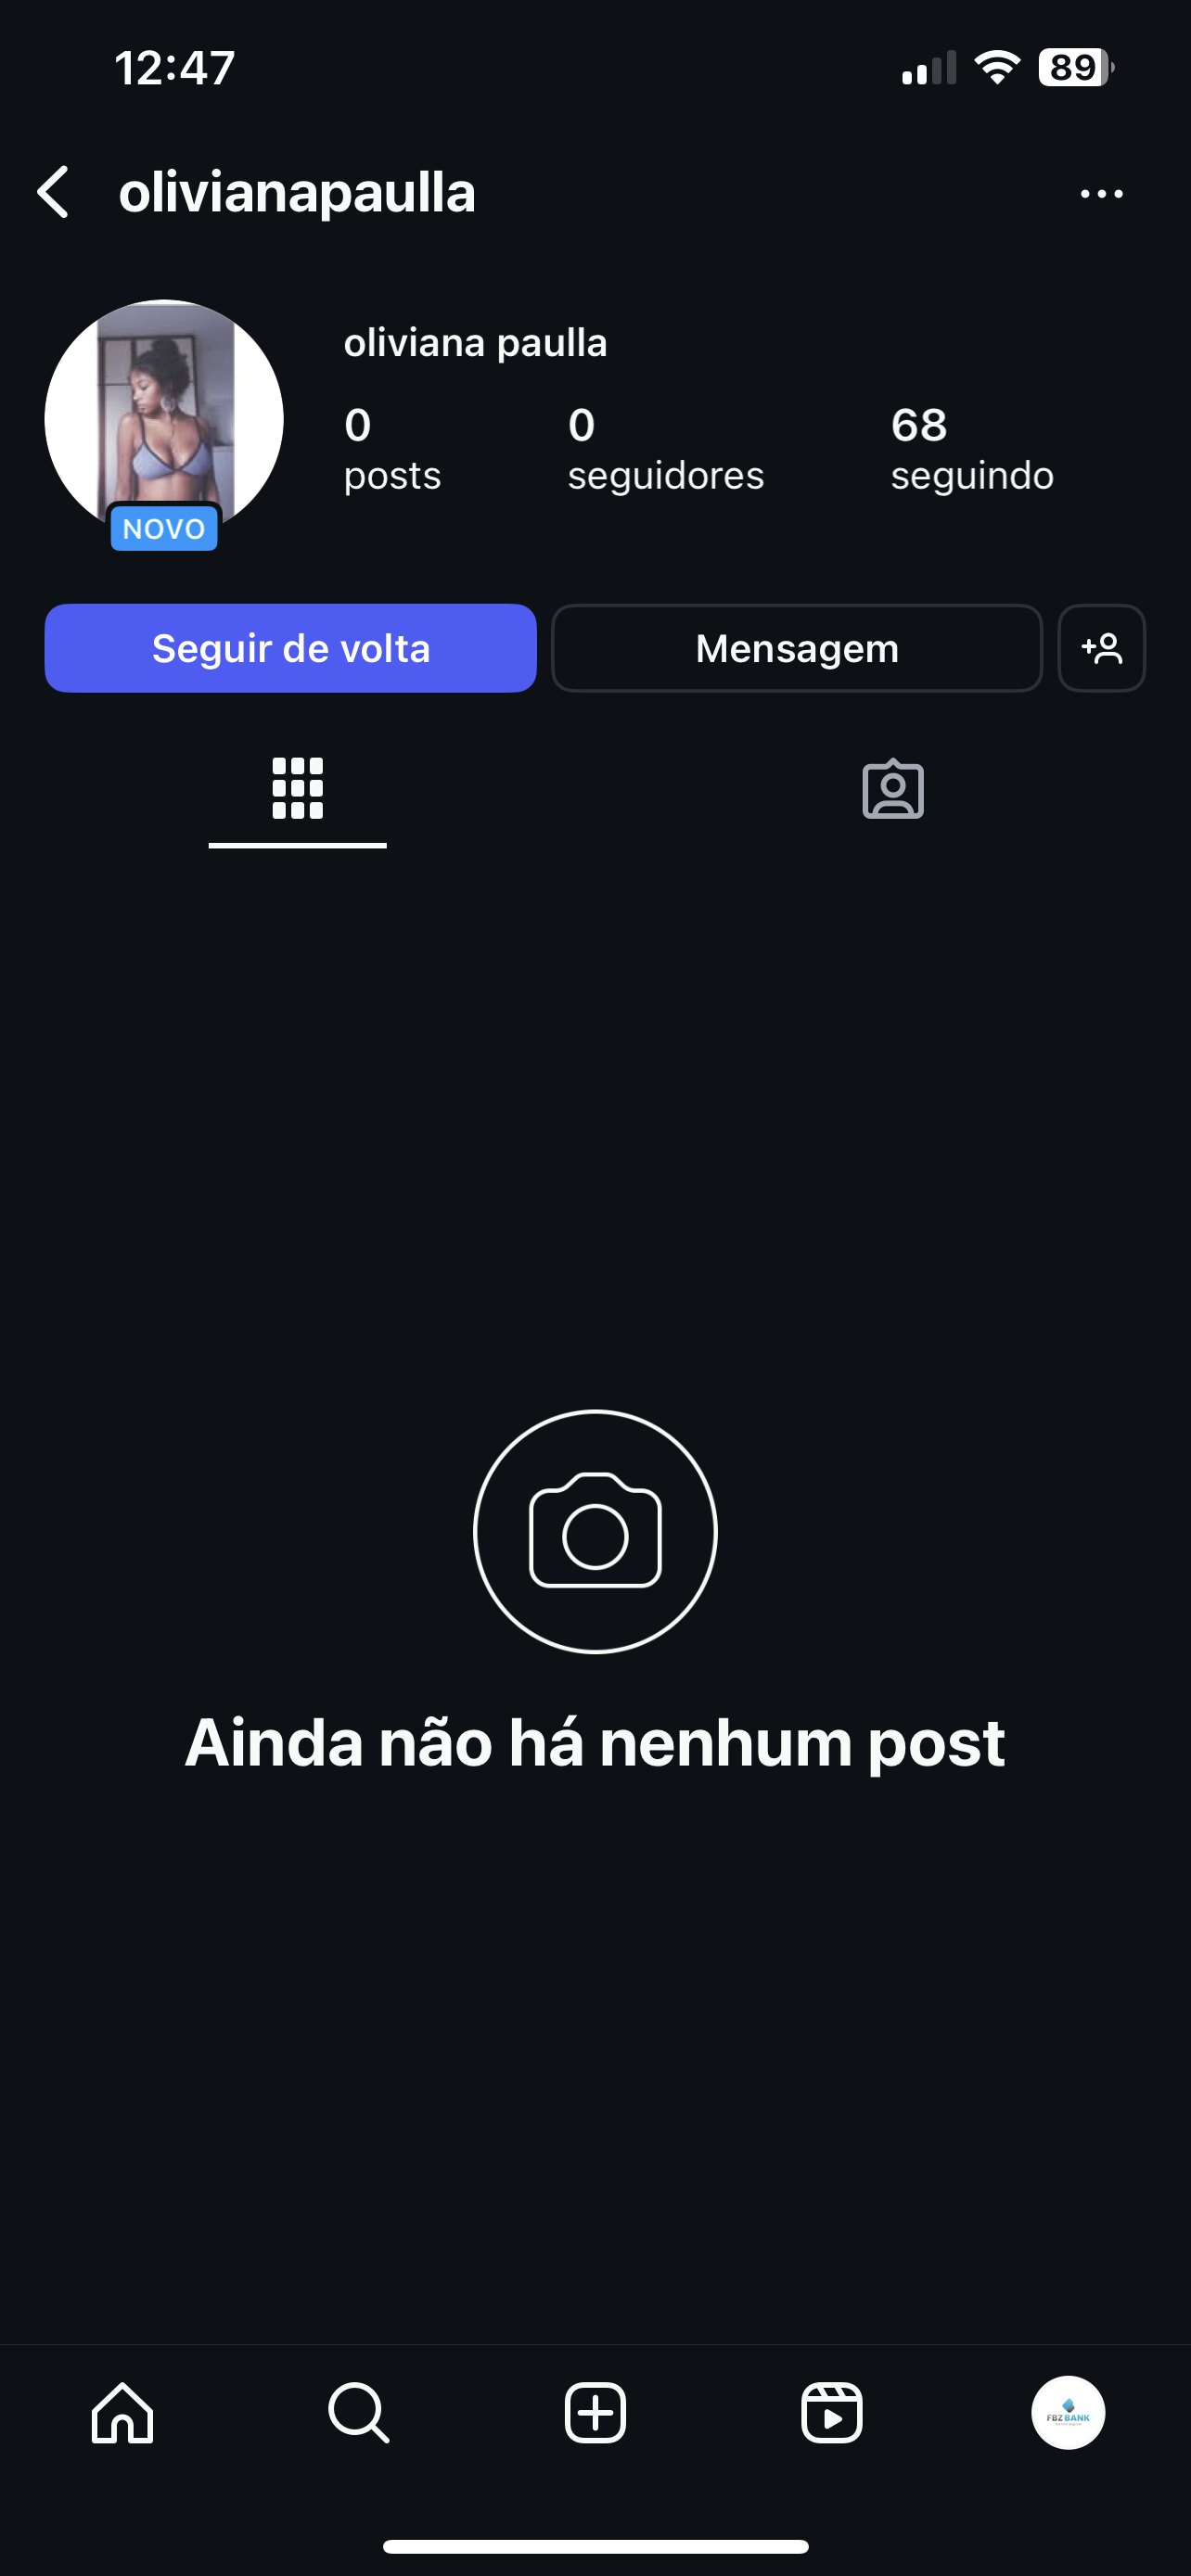 12:47
89
olivianapaulla
oliviana paulla
0
posts
0
seguidores
68
seguindo
NOVO
Seguir de volta
Mensagem
Ainda não há nenhum post
FBZ BANK